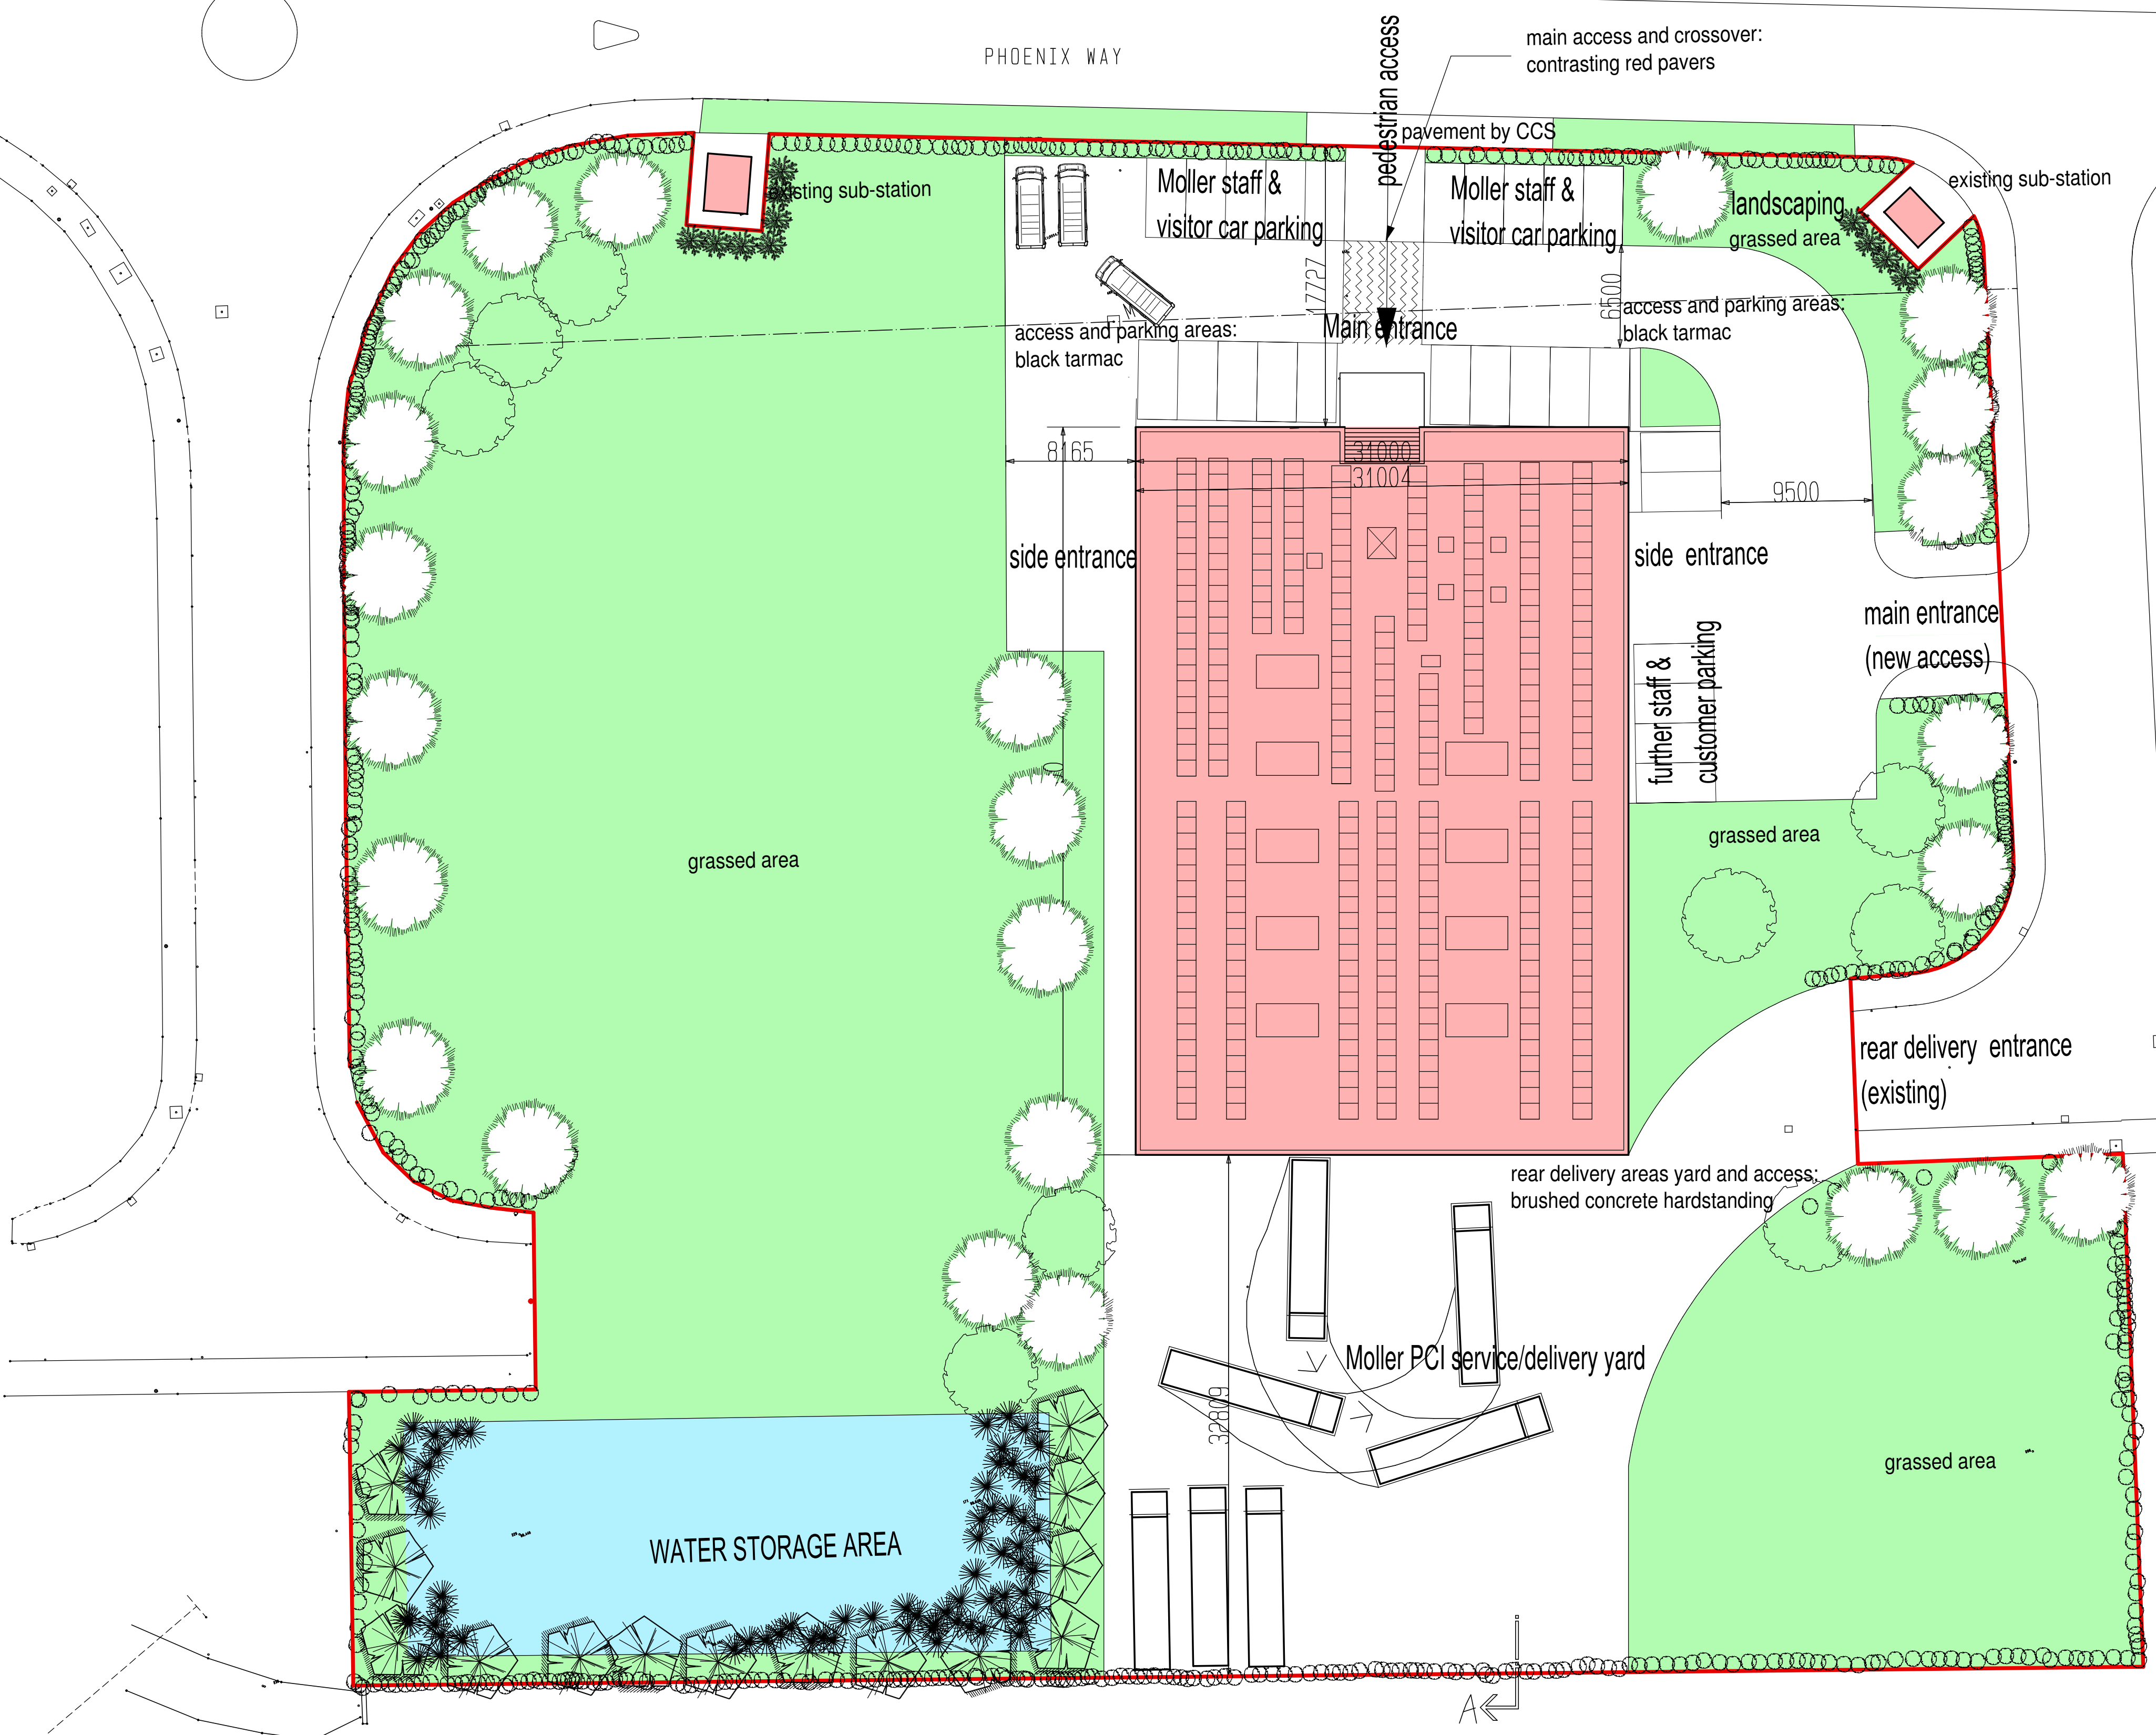 PHOENIX WAY
pedestrian access
main access and crossover:
contrasting red pavers
pavement by CCS
existing sub-station
Moller staff &
visitor car parking
Moller staff &
visitor car parking
landscaping
grassed area
existing sub-station
17727
6500
Main entrance
access and parking areas:
black tarmac
access and parking areas:
black tarmac
8165
31000
31004
9500
side entrance
side entrance
main entrance
(new access)
further staff &
customer parking
grassed area
grassed area
rear delivery entrance
(existing)
rear delivery areas yard and access:
brushed concrete hardstanding
Moller PCI service/delivery yard
32809
grassed area
WATER STORAGE AREA
A